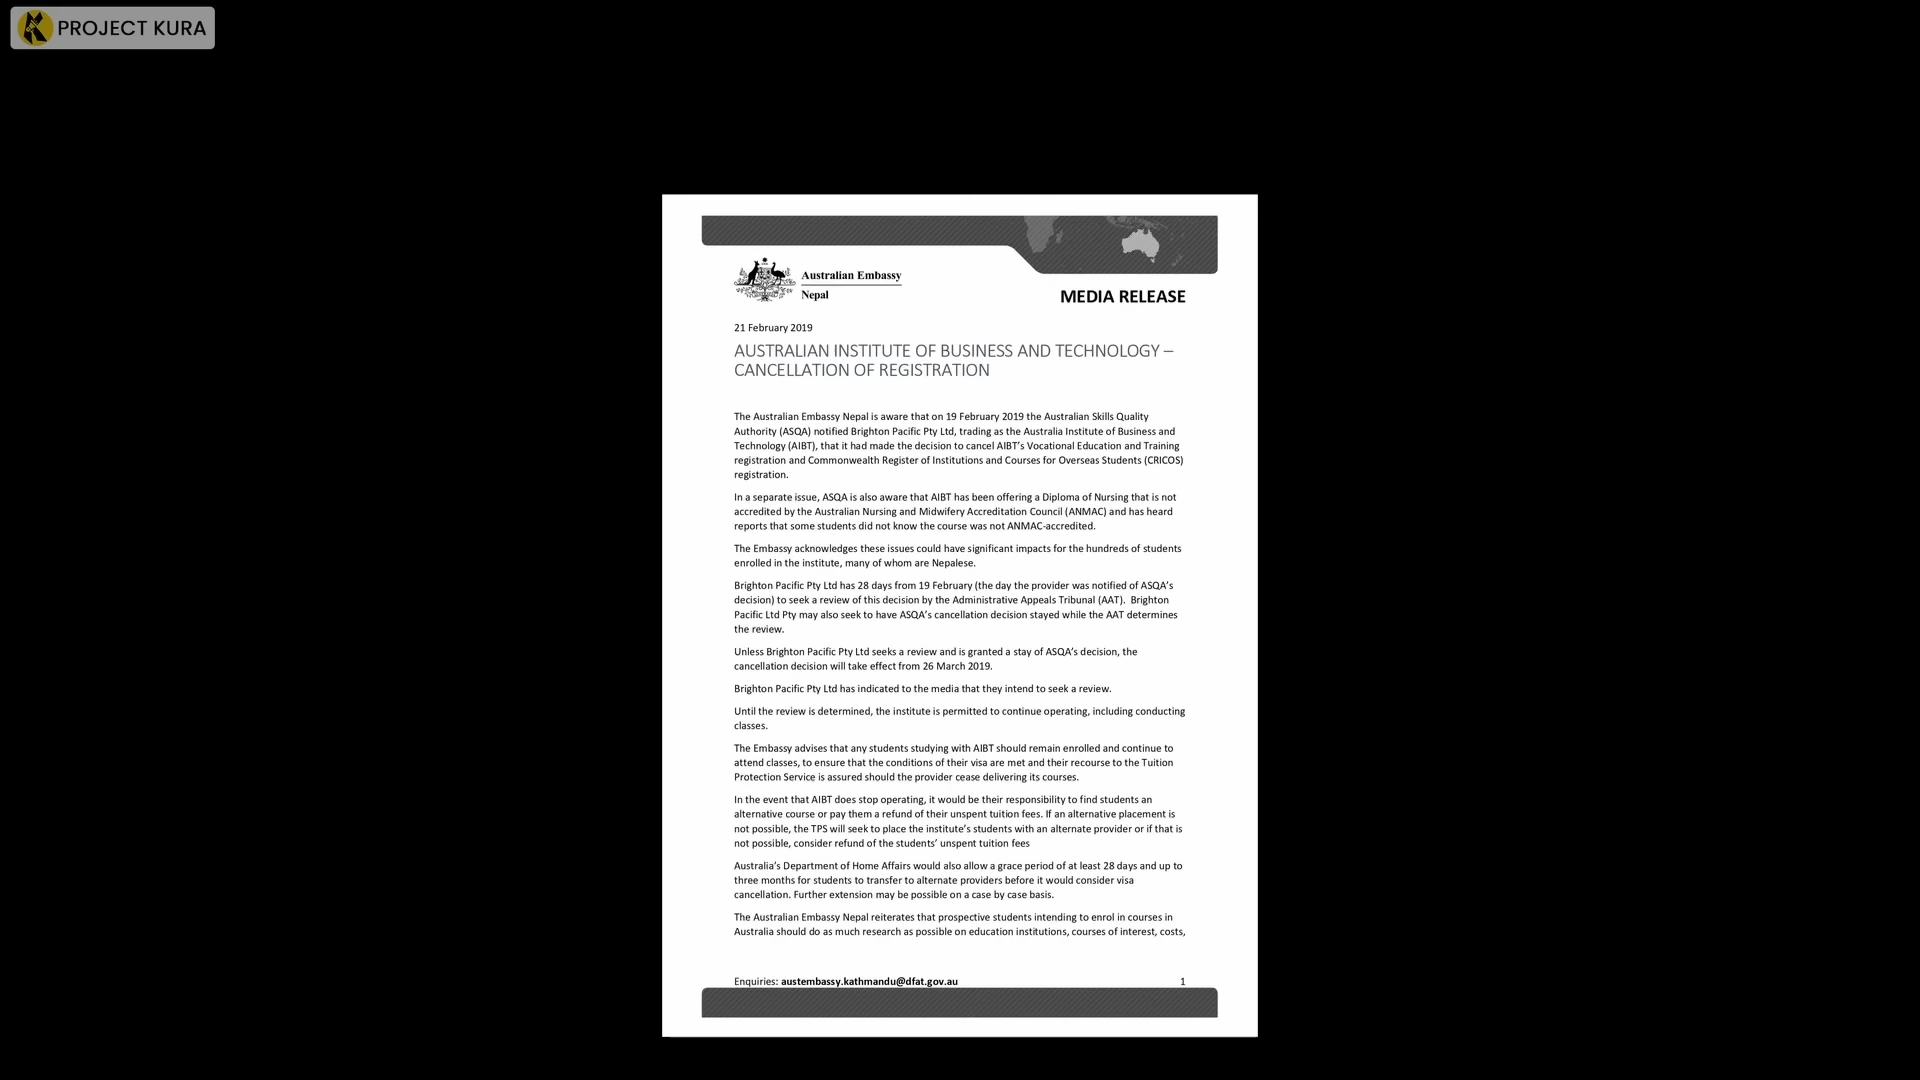 PROJECT KURA
Australian Embassy
Nepal
MEDIA RELEASE
21 February 2019
AUSTRALIAN INSTITUTE OF BUSINESS AND TECHNOLOGY –
CANCELLATION OF REGISTRATION
The Australian Embassy Nepal is aware that on 19 February 2019 the Australian Skills Quality
Authority (ASQA) notified Brighton Pacific Pty Ltd, trading as the Australia Institute of Business and
Technology (AIBT), that it had made the decision to cancel AIBT’s Vocational Education and Training
registration and Commonwealth Register of Institutions and Courses for Overseas Students (CRICOS)
registration.
In a separate issue, ASQA is also aware that AIBT has been offering a Diploma of Nursing that is not
accredited by the Australian Nursing and Midwifery Accreditation Council (ANMAC) and has heard
reports that some students did not know the course was not ANMAC-accredited.
The Embassy acknowledges these issues could have significant impacts for the hundreds of students
enrolled in the institute, many of whom are Nepalese.
Brighton Pacific Pty Ltd has 28 days from 19 February (the day the provider was notified of ASQA’s
decision) to seek a review of this decision by the Administrative Appeals Tribunal (AAT).  Brighton
Pacific Ltd Pty may also seek to have ASQA’s cancellation decision stayed while the AAT determines
the review.
Unless Brighton Pacific Pty Ltd seeks a review and is granted a stay of ASQA’s decision, the
cancellation decision will take effect from 26 March 2019.
Brighton Pacific Pty Ltd has indicated to the media that they intend to seek a review.
Until the review is determined, the institute is permitted to continue operating, including conducting
classes.
The Embassy advises that any students studying with AIBT should remain enrolled and continue to
attend classes, to ensure that the conditions of their visa are met and their recourse to the Tuition
Protection Service is assured should the provider cease delivering its courses.
In the event that AIBT does stop operating, it would be their responsibility to find students an
alternative course or pay them a refund of their unspent tuition fees. If an alternative placement is
not possible, the TPS will seek to place the institute’s students with an alternate provider or if that is
not possible, consider refund of the students’ unspent tuition fees
Australia’s Department of Home Affairs would also allow a grace period of at least 28 days and up to
three months for students to transfer to alternate providers before it would consider visa
cancellation. Further extension may be possible on a case by case basis.
The Australian Embassy Nepal reiterates that prospective students intending to enrol in courses in
Australia should do as much research as possible on education institutions, courses of interest, costs,
Enquiries: austembassy.kathmandu@dfat.gov.au 1